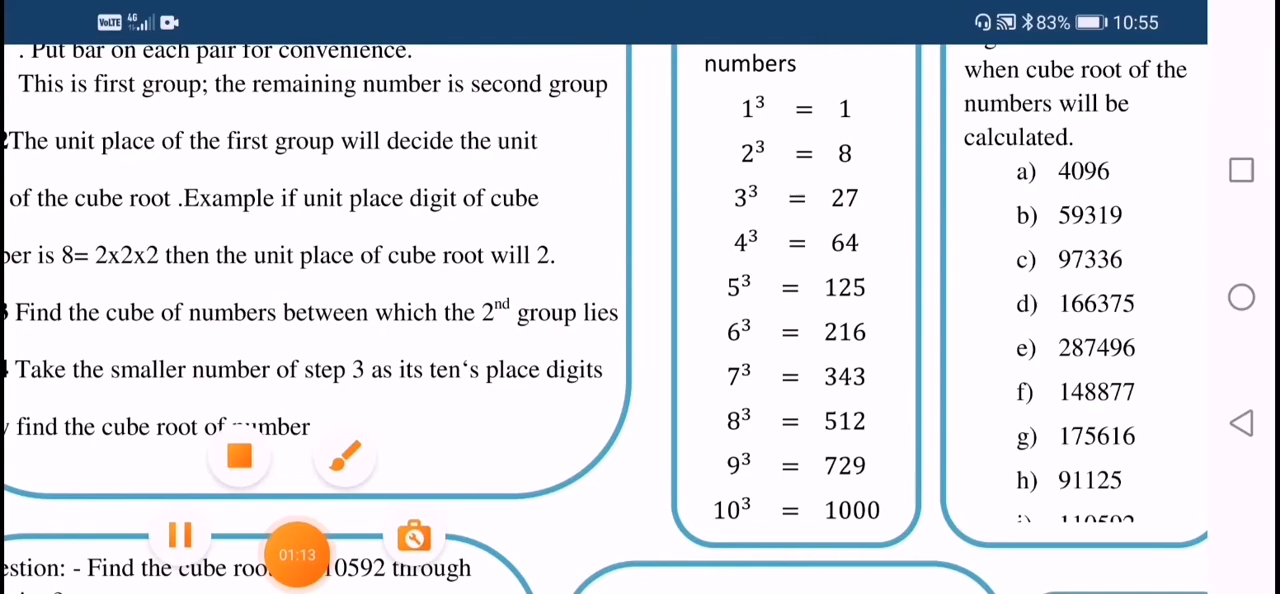 VoLTE 4G 83% 10:55
. Put bar on each pair for convenience.
This is first group; the remaining number is second group
The unit place of the first group will decide the unit
of the cube root .Example if unit place digit of cube
is 8= 2x2x2 then the unit place of cube root will 2.
Find the cube of numbers between which the 2nd group lies
Take the smaller number of step 3 as its ten‘s place digits
find the cube root of
numbers
1³ = 1
2³ = 8
3³ = 27
4³ = 64
5³ = 125
6³ = 216
7³ = 343
8³ = 512
9³ = 729
10³ = 1000
when cube root of the
numbers will be
calculated.
a) 4096
b) 59319
c) 97336
d) 166375
e) 287496
f) 148877
g) 175616
h) 91125
01:13
: - Find the cube 10592 through